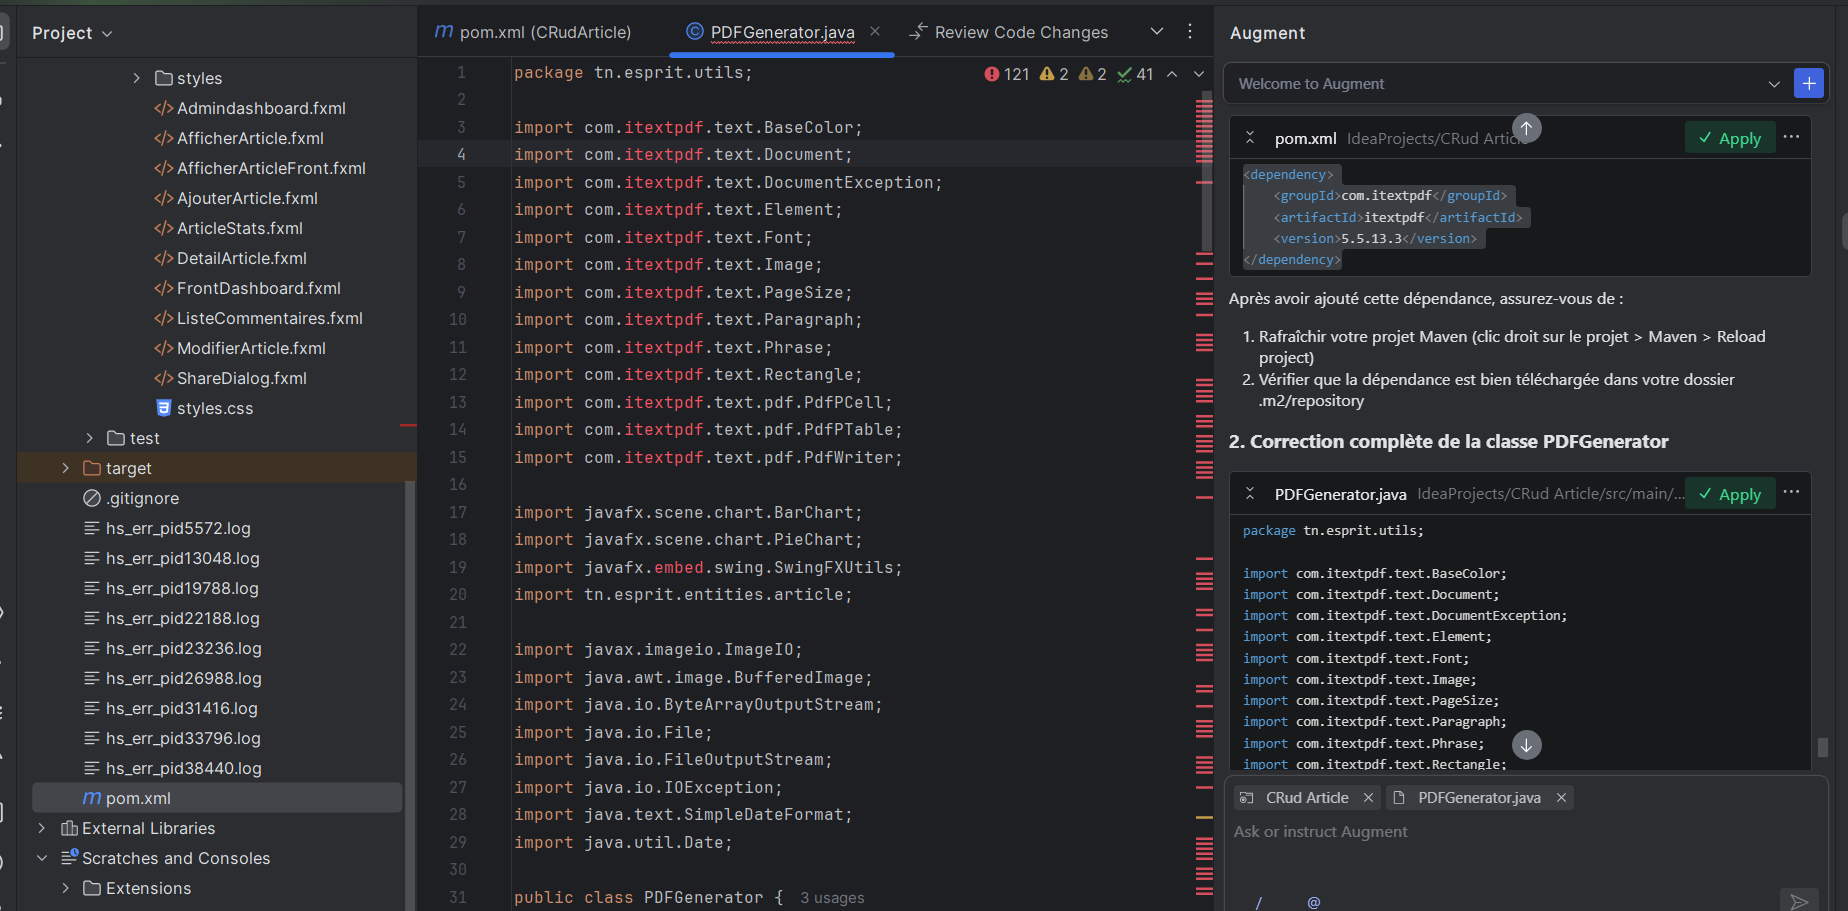 Project
styles
Admindashboard.fxml
AfficherArticle.fxml
AfficherArticleFront.fxml
AjouterArticle.fxml
ArticleStats.fxml
DetailArticle.fxml
FrontDashboard.fxml
ListeCommentaires.fxml
ModifierArticle.fxml
ShareDialog.fxml
styles.css
test
target
.gitignore
hs_err_pid5572.log
hs_err_pid13048.log
hs_err_pid19788.log
hs_err_pid22188.log
hs_err_pid23236.log
hs_err_pid26988.log
hs_err_pid31416.log
hs_err_pid33796.log
hs_err_pid38440.log
m pom.xml
External Libraries
Scratches and Consoles
Extensions
m pom.xml (CRudArticle)
© PDFGenerator.java
Review Code Changes
121 2 2 41
1 package tn.esprit.utils;
2
3 import com.itextpdf.text.BaseColor;
4 import com.itextpdf.text.Document;
5 import com.itextpdf.text.DocumentException;
6 import com.itextpdf.text.Element;
7 import com.itextpdf.text.Font;
8 import com.itextpdf.text.Image;
9 import com.itextpdf.text.PageSize;
10 import com.itextpdf.text.Paragraph;
11 import com.itextpdf.text.Phrase;
12 import com.itextpdf.text.Rectangle;
13 import com.itextpdf.text.pdf.PdfPCell;
14 import com.itextpdf.text.pdf.PdfPTable;
15 import com.itextpdf.text.pdf.PdfWriter;
16
17 import javafx.scene.chart.BarChart;
18 import javafx.scene.chart.PieChart;
19 import javafx.embed.swing.SwingFXUtils;
20 import tn.esprit.entities.article;
21
22 import javax.imageio.ImageIO;
23 import java.awt.image.BufferedImage;
24 import java.io.ByteArrayOutputStream;
25 import java.io.File;
26 import java.io.FileOutputStream;
27 import java.io.IOException;
28 import java.text.SimpleDateFormat;
29 import java.util.Date;
30
31 public class PDFGenerator { 3 usages
Augment
Welcome to Augment
pom.xml IdeaProjects/CRud Artic
Apply
<dependency>
<groupId>com.itextpdf</groupId>
<artifactId>itextpdf</artifactId>
<version>5.5.13.3</version>
</dependency>
Après avoir ajouté cette dépendance, assurez-vous de :
1. Rafraîchir votre projet Maven (clic droit sur le projet > Maven > Reload
project)
2. Vérifier que la dépendance est bien téléchargée dans votre dossier
.m2/repository
2. Correction complète de la classe PDFGenerator
PDFGenerator.java IdeaProjects/CRud Article/src/main/...
Apply
package tn.esprit.utils;
import com.itextpdf.text.BaseColor;
import com.itextpdf.text.Document;
import com.itextpdf.text.DocumentException;
import com.itextpdf.text.Element;
import com.itextpdf.text.Font;
import com.itextpdf.text.Image;
import com.itextpdf.text.PageSize;
import com.itextpdf.text.Paragraph;
import com.itextpdf.text.Phrase;
import com.itextpdf.text.Rectangle;
CRud Article
PDFGenerator.java
Ask or instruct Augment
/ @